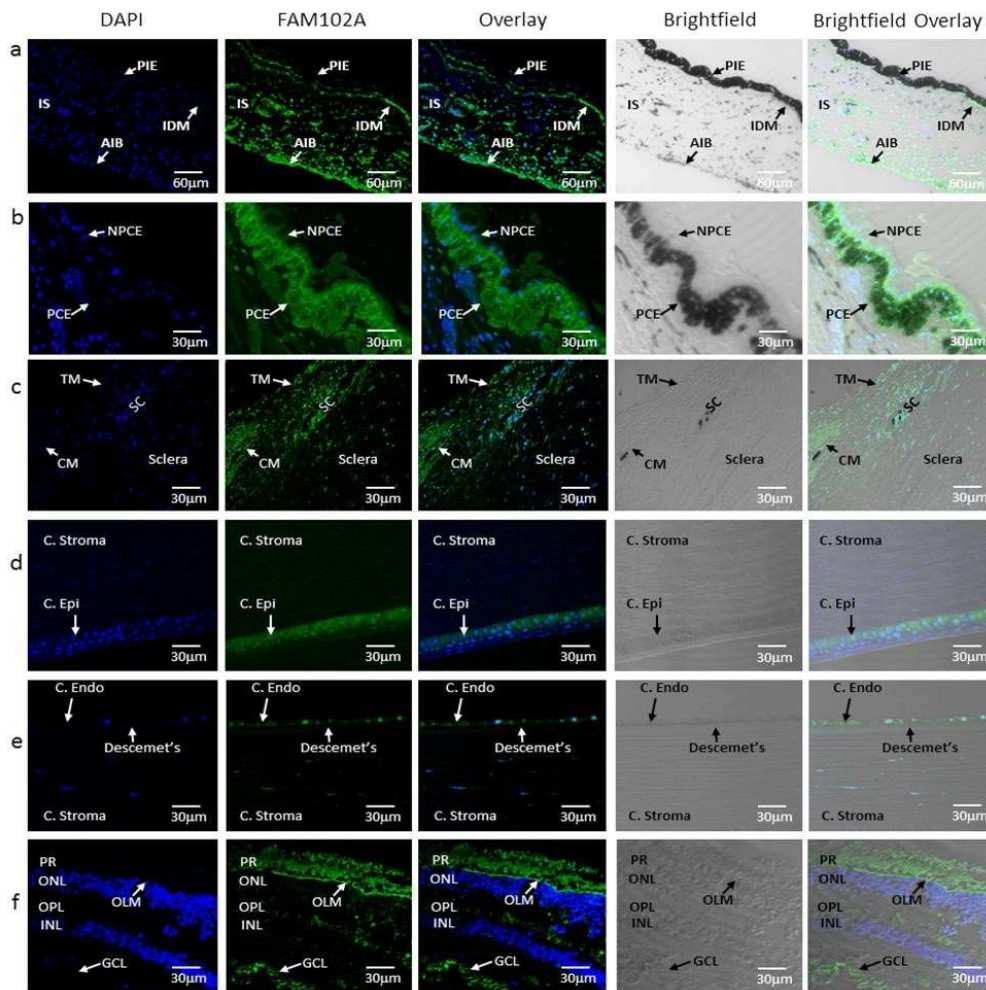 DAPI FAM102A Overlay Brightfield Brightfield Overlay
a
PIE PIE PIE
IS IS IS IS
IDM IDM IDM IDM
AIB AIB AIB AIB AIB
60µm 60µm 60µm 60µm 60µm
b
NPCE NPCE NPCE NPCE NPCE
PCE PCE PCE PCE PCE
30µm 30µm 30µm 30µm 30µm
c
TM TM TM TM TM
SC SC SC SC SC
CM CM CM CM CM
Sclera Sclera Sclera Sclera Sclera
30µm 30µm 30µm 30µm 30µm
d
C. Stroma C. Stroma C. Stroma C. Stroma C. Stroma
C. Epi C. Epi C. Epi C. Epi C. Epi
30µm 30µm 30µm 30µm 30µm
e
C. Endo C. Endo C. Endo C. Endo C. Endo
Descemet's Descemet's Descemet's Descemet's Descemet's
30µm 30µm 30µm 30µm 30µm
C. Stroma C. Stroma C. Stroma C. Stroma C. Stroma
f
PR PR PR PR PR
ONL ONL ONL ONL ONL
OLM OLM OLM OLM OLM
OPL OPL OPL OPL OPL
INL INL INL INL INL
GCL GCL GCL GCL GCL
30µm 30µm 30µm 30µm 30µm